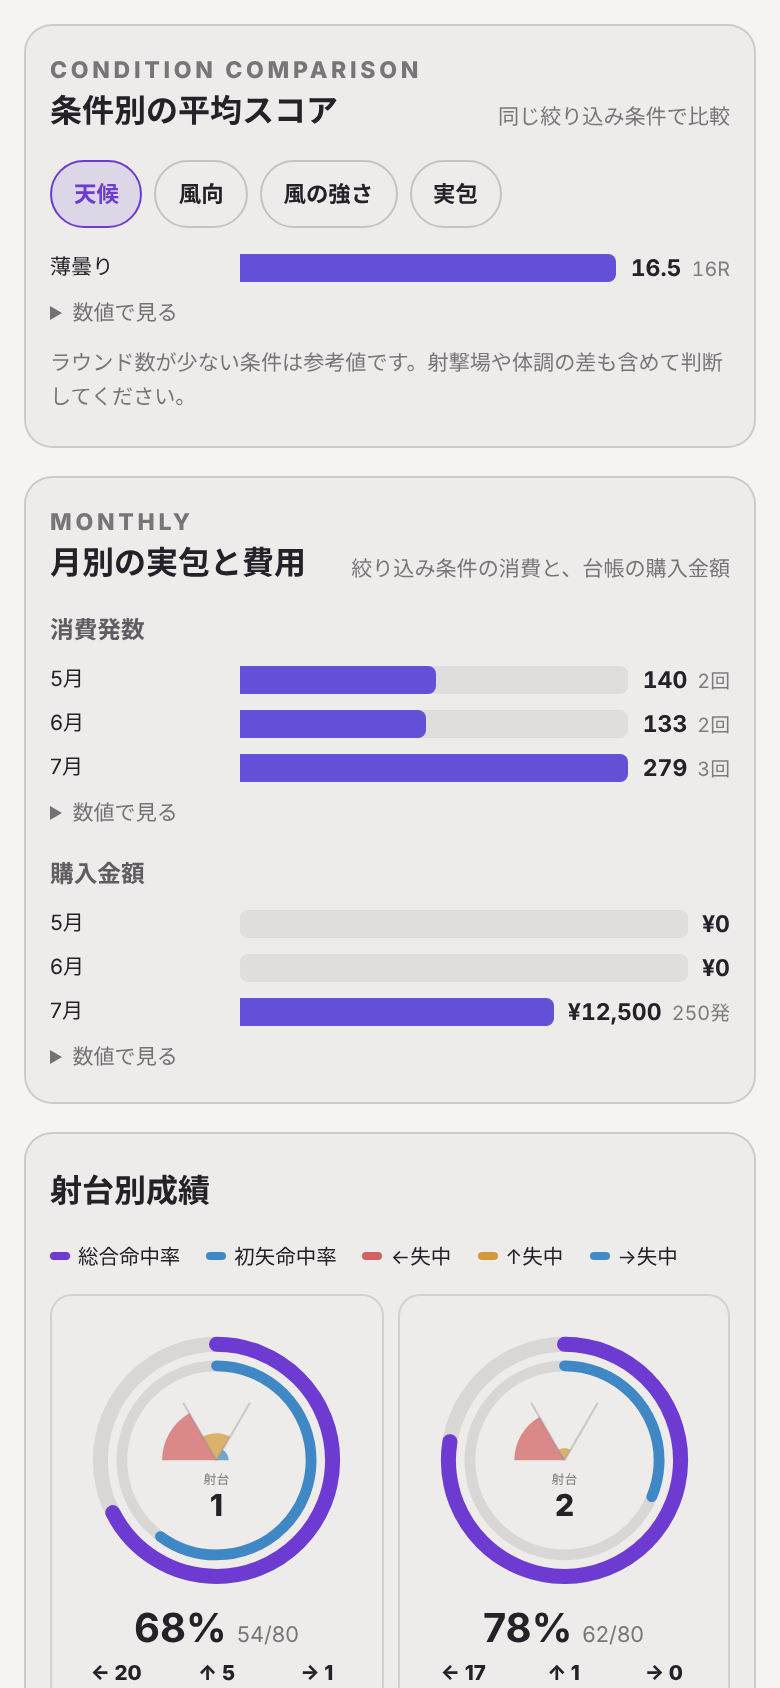 CONDITION COMPARISON
条件別の平均スコア 同じ絞り込み条件で比較
天候 風向 風の強さ 実包
薄曇り 16.5 16R
▶ 数値で見る
ラウンド数が少ない条件は参考値です。射撃場や体調の差も含めて判断
してください。
MONTHLY
月別の実包と費用 絞り込み条件の消費と、台帳の購入金額
消費発数
5月 140 2回
6月 133 2回
7月 279 3回
▶ 数値で見る
購入金額
5月 ¥0
6月 ¥0
7月 ¥12,500 250発
▶ 数値で見る
射台別成績
総合命中率 初矢命中率 ←失中 ↑失中 →失中
射台 射台
1 2
68% 54/80 78% 62/80
← 20 ↑ 5 → 1 ← 17 ↑ 1 → 0